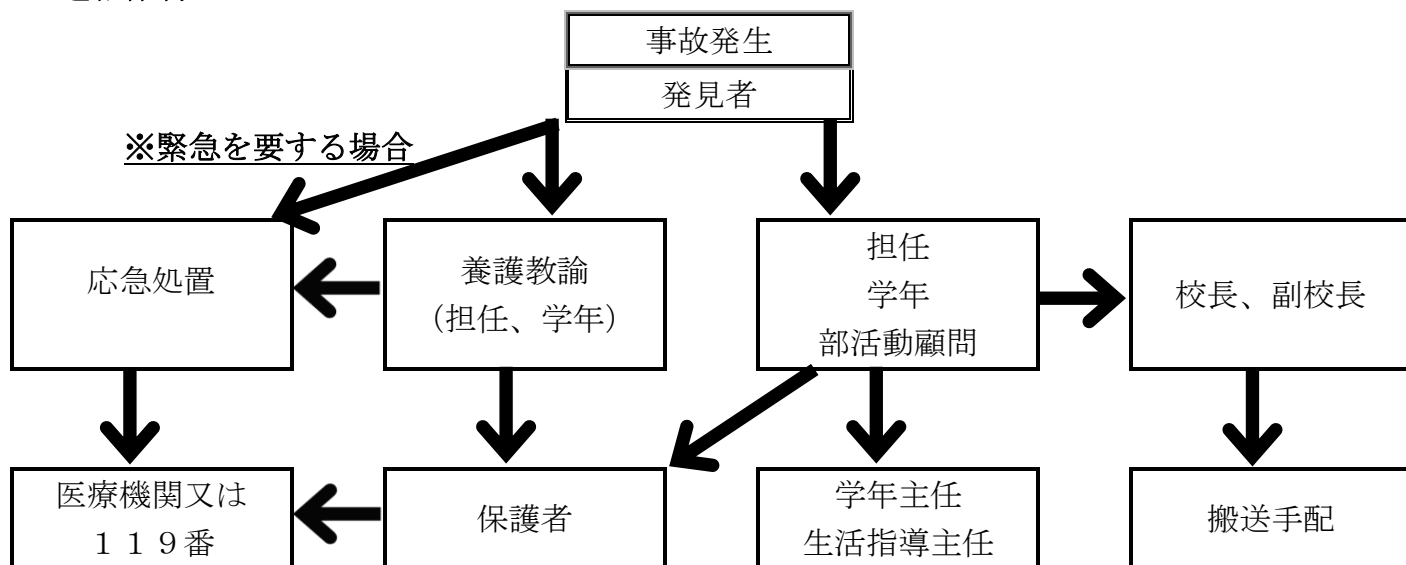 事故発生
発見者
※緊急を要する場合
応急処置
養護教諭
(担任、学年)
担任
学年
部活動顧問
校長、副校長
医療機関又は
１１９番
保護者
学年主任
生活指導主任
搬送手配